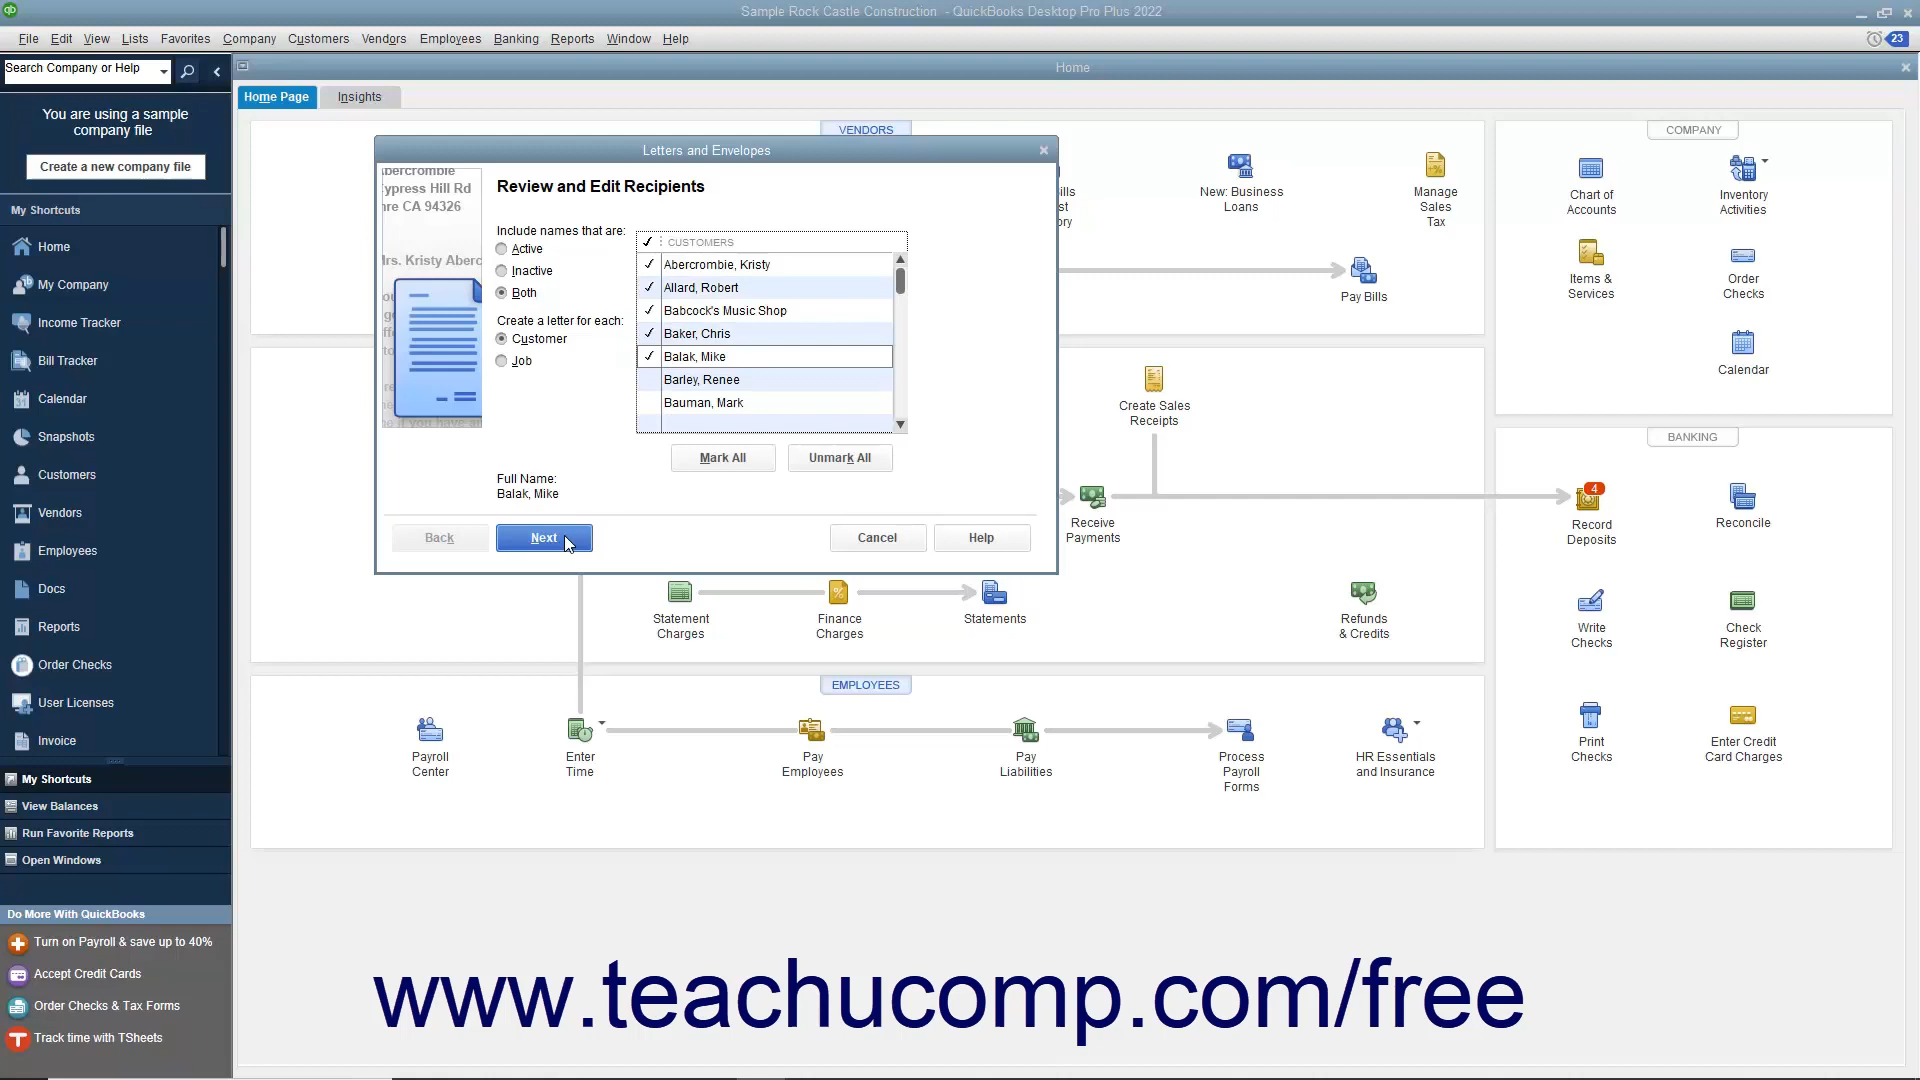 Sample Rock Castle Construction - QuickBooks Desktop Pro Plus 2022
File Edit View Lists Favorites Company Customers Vendors Employees Banking Reports Window Help
23
Search Company or Help
Home
Home Page
Insights
You are using a sample
company file
Create a new company file
My Shortcuts
Home
My Company
Income Tracker
Bill Tracker
Calendar
Snapshots
Customers
Vendors
Employees
Docs
Reports
Order Checks
User Licenses
Invoice
My Shortcuts
View Balances
Run Favorite Reports
Open Windows
Do More With QuickBooks
Turn on Payroll & save up to 40%
Accept Credit Cards
Order Checks & Tax Forms
Track time with TSheets
VENDORS
New: Business
Loans
Manage
Sales
Tax
Pay Bills
Letters and Envelopes
Review and Edit Recipients
Include names that are:
Active
Inactive
Both
Create a letter for each:
Customer
Job
CUSTOMERS
Abercrombie, Kristy
Allard, Robert
Babcock's Music Shop
Baker, Chris
Balak, Mike
Barley, Renee
Bauman, Mark
Mark All
Unmark All
Full Name:
Balak, Mike
Back
Next
Cancel
Help
Create Sales
Receipts
Receive
Payments
Statement
Charges
Finance
Charges
Statements
Refunds
& Credits
EMPLOYEES
Payroll
Center
Enter
Time
Pay
Employees
Pay
Liabilities
Process
Payroll
Forms
HR Essentials
and Insurance
COMPANY
Chart of
Accounts
Inventory
Activities
Items &
Services
Order
Checks
Calendar
BANKING
4
Record
Deposits
Reconcile
Write
Checks
Check
Register
Print
Checks
Enter Credit
Card Charges
www.teachucomp.com/free